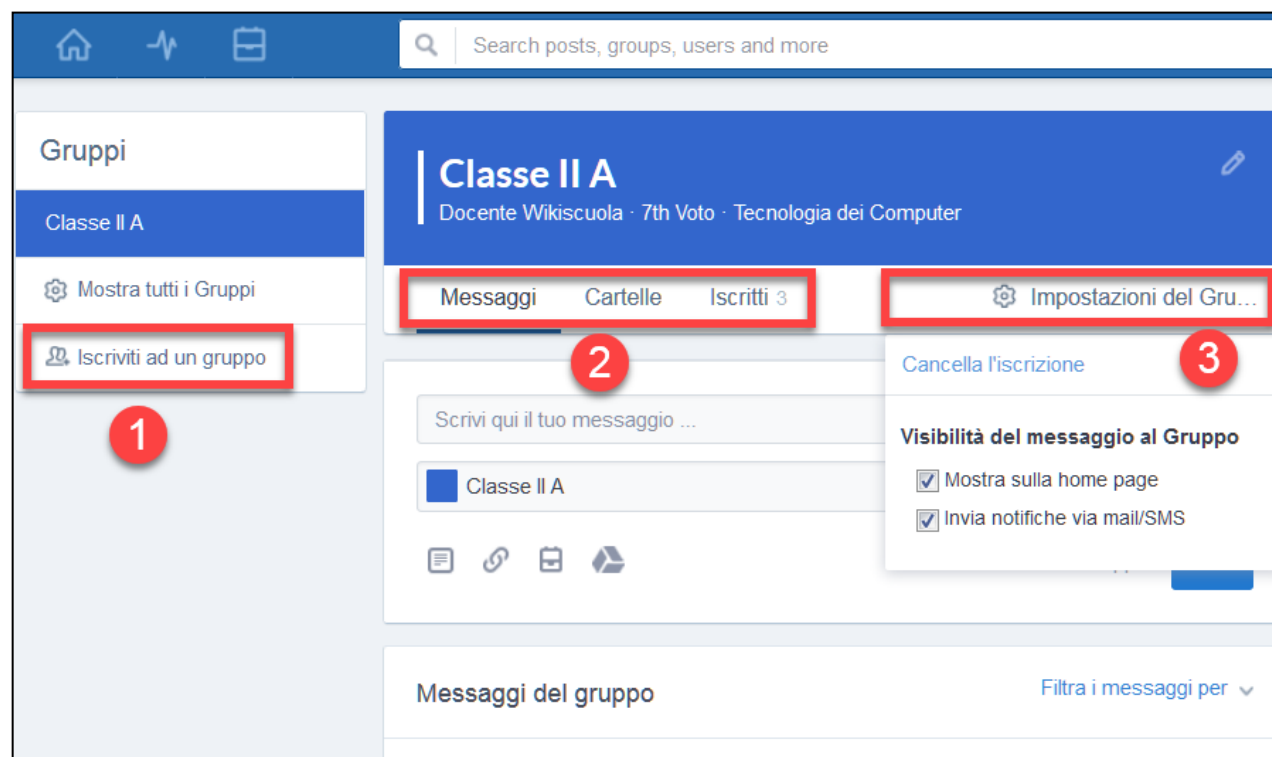 Search posts, groups, users and more
Gruppi
Classe II A
Mostra tutti i Gruppi
Iscriviti ad un gruppo
1
Classe II A
Docente Wikiscuola · 7th Voto · Tecnologia dei Computer
Messaggi Cartelle Iscritti 3
Impostazioni del Gru...
2
3
Cancella l'iscrizione
Visibilità del messaggio al Gruppo
Mostra sulla home page
Invia notifiche via mail/SMS
Scrivi qui il tuo messaggio ...
Classe II A
Messaggi del gruppo
Filtra i messaggi per